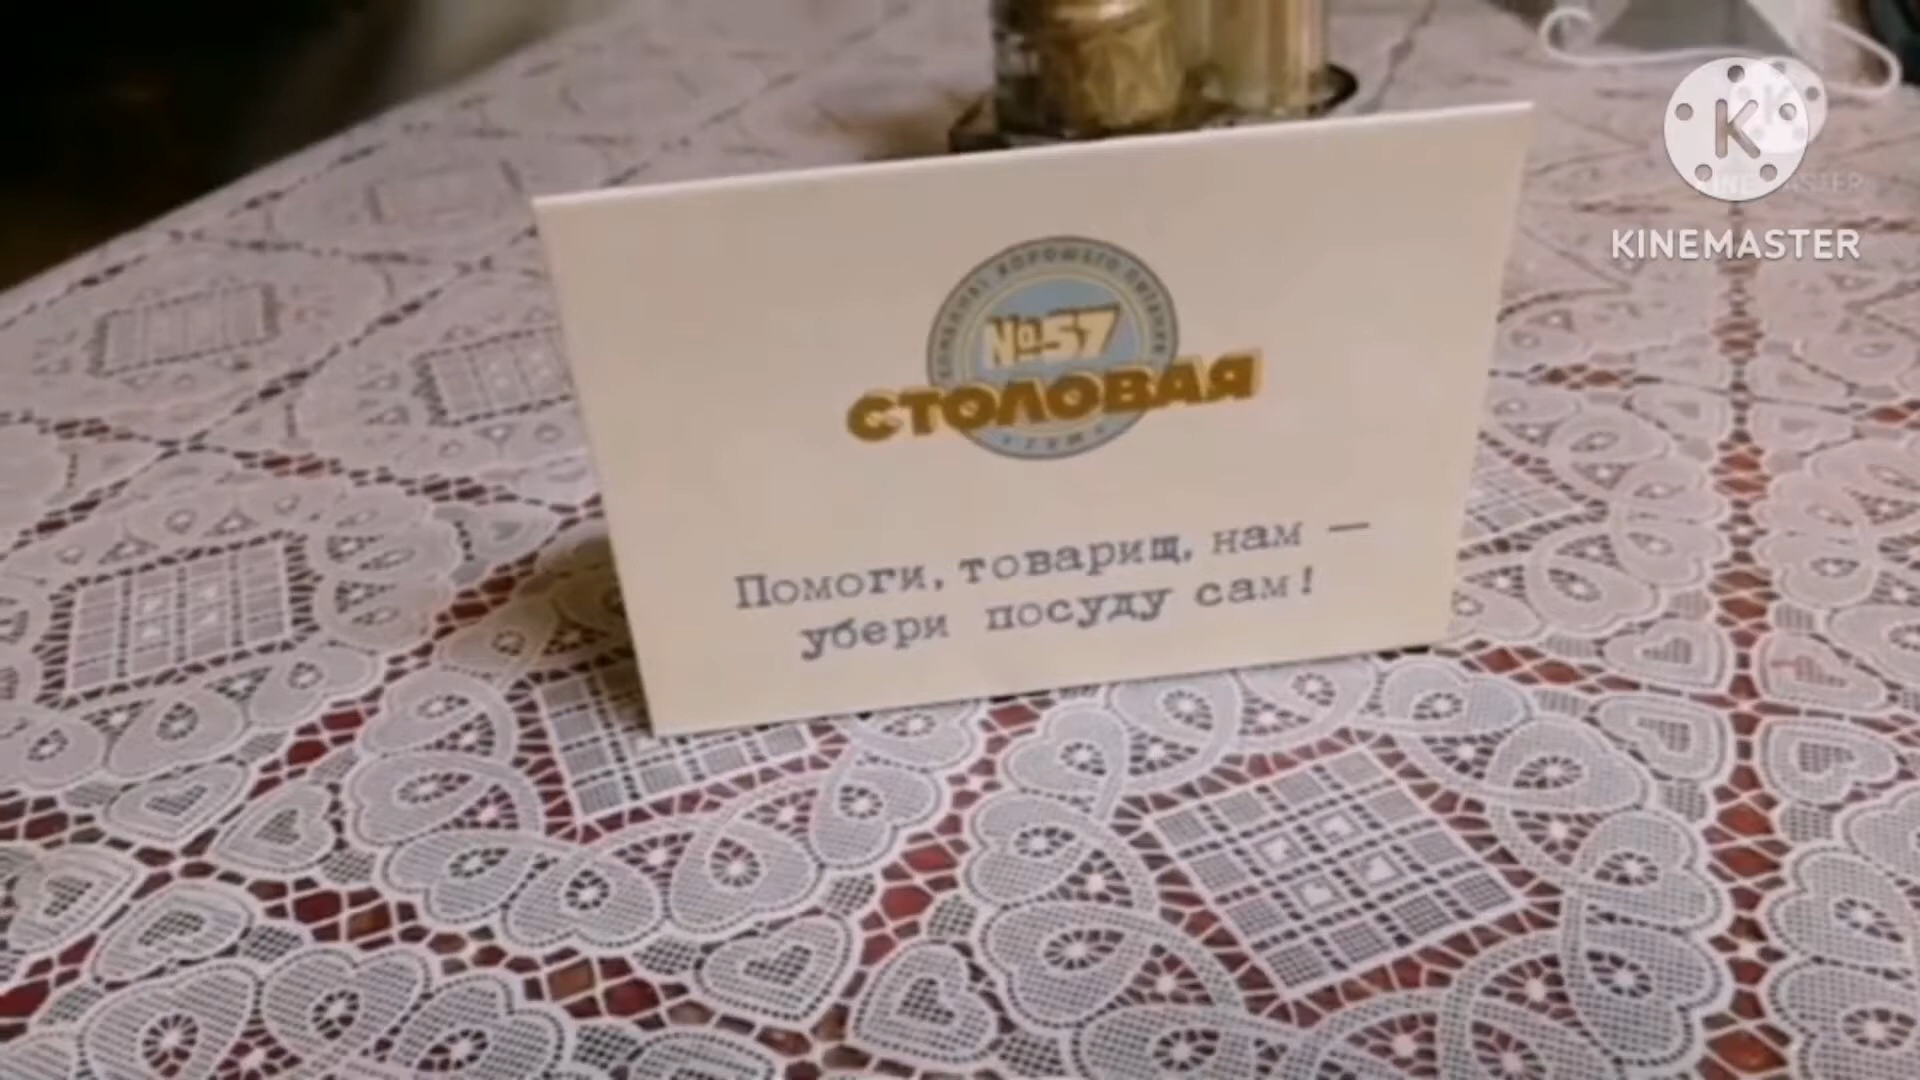 KINEMASTER
№57
СТОЛОВАЯ
Помоги, товарищ, нам —
убери посуду сам!